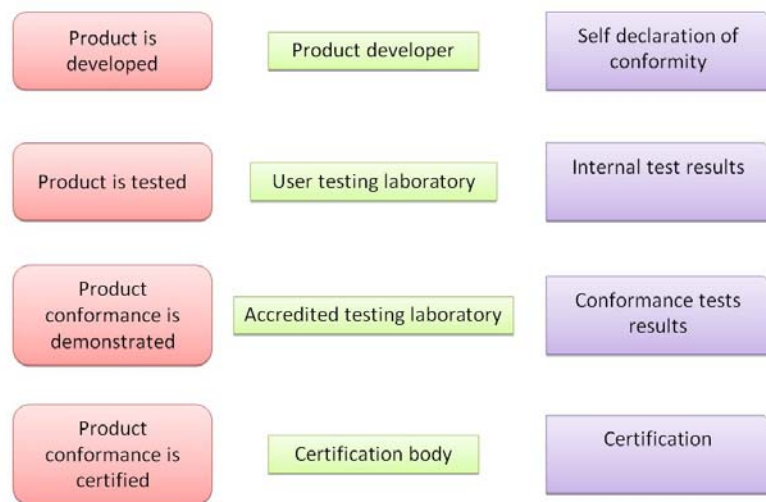 Product is
developed
Product developer
Self declaration of
conformity
Product is tested
User testing laboratory
Internal test results
Product
conformance is
demonstrated
Accredited testing laboratory
Conformance tests
results
Product
conformance is
certified
Certification body
Certification